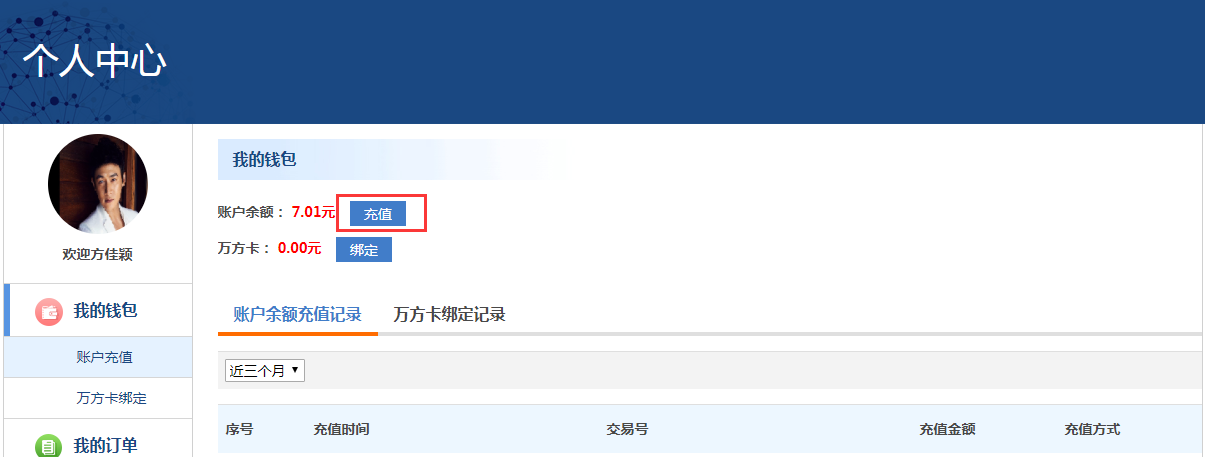 个人中心
欢迎方佳颖
我的钱包
账户充值
万方卡绑定
我的订单
我的钱包
账户余额： 7.01元 充值
万方卡： 0.00元 绑定
账户余额充值记录 万方卡绑定记录
近三个月
序号 充值时间 交易号 充值金额 充值方式